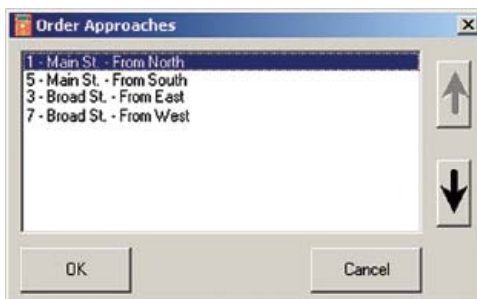 Order Approaches
1 - Main St. - From North
5 - Main St. - From South
3 - Broad St. - From East
7 - Broad St. - From West
OK
Cancel